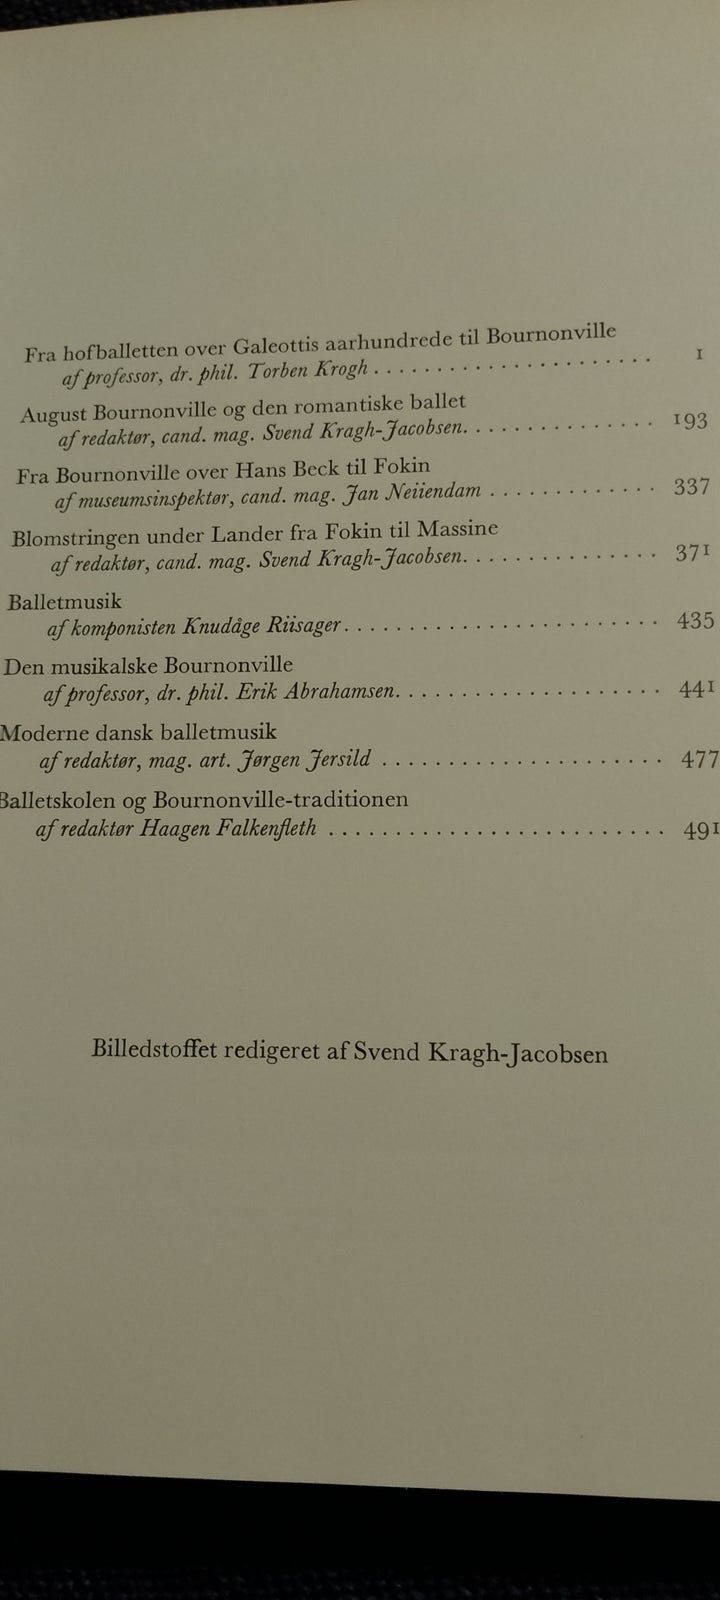 Fra hofballetten over Galeottis aarhundrede til Bournonville
af professor, dr. phil. Torben Krogh . . . . . . . . . . . . . . . . . . . . . 1
August Bournonville og den romantiske ballet
af redaktør, cand. mag. Svend Kragh-Jacobsen. . . . . . . . . . . . . . . 193
Fra Bournonville over Hans Beck til Fokin
af museumsinspektør, cand. mag. Jan Neiiendam . . . . . . . . . . . . . 337
Blomstringen under Lander fra Fokin til Massine
af redaktør, cand. mag. Svend Kragh-Jacobsen. . . . . . . . . . . . . . . 371
Balletmusik
af komponisten Knudåge Riisager. . . . . . . . . . . . . . . . . . . . . . . . 435
Den musikalske Bournonville
af professor, dr. phil. Erik Abrahamsen. . . . . . . . . . . . . . . . . . . . 441
Moderne dansk balletmusik
af redaktør, mag. art. Jørgen Jersild . . . . . . . . . . . . . . . . . . . . . . 477
Balletskolen og Bournonville-traditionen
af redaktør Haagen Falkenfleth . . . . . . . . . . . . . . . . . . . . . . . . . 491
Billedstoffet redigeret af Svend Kragh-Jacobsen